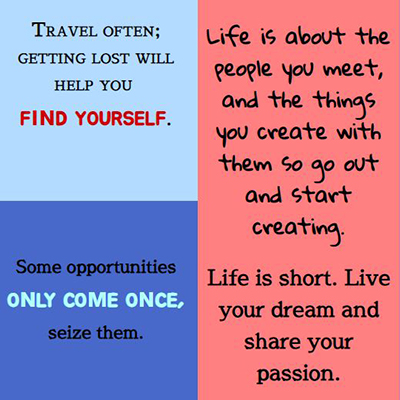 TRAVEL OFTEN;
GETTING LOST WILL
HELP YOU
FIND YOURSELF.
Some opportunities
ONLY COME ONCE,
seize them.
Life is about the
people you meet,
and the things
you create with
them so go out
and start
creating.
Life is short. Live
your dream and
share your
passion.